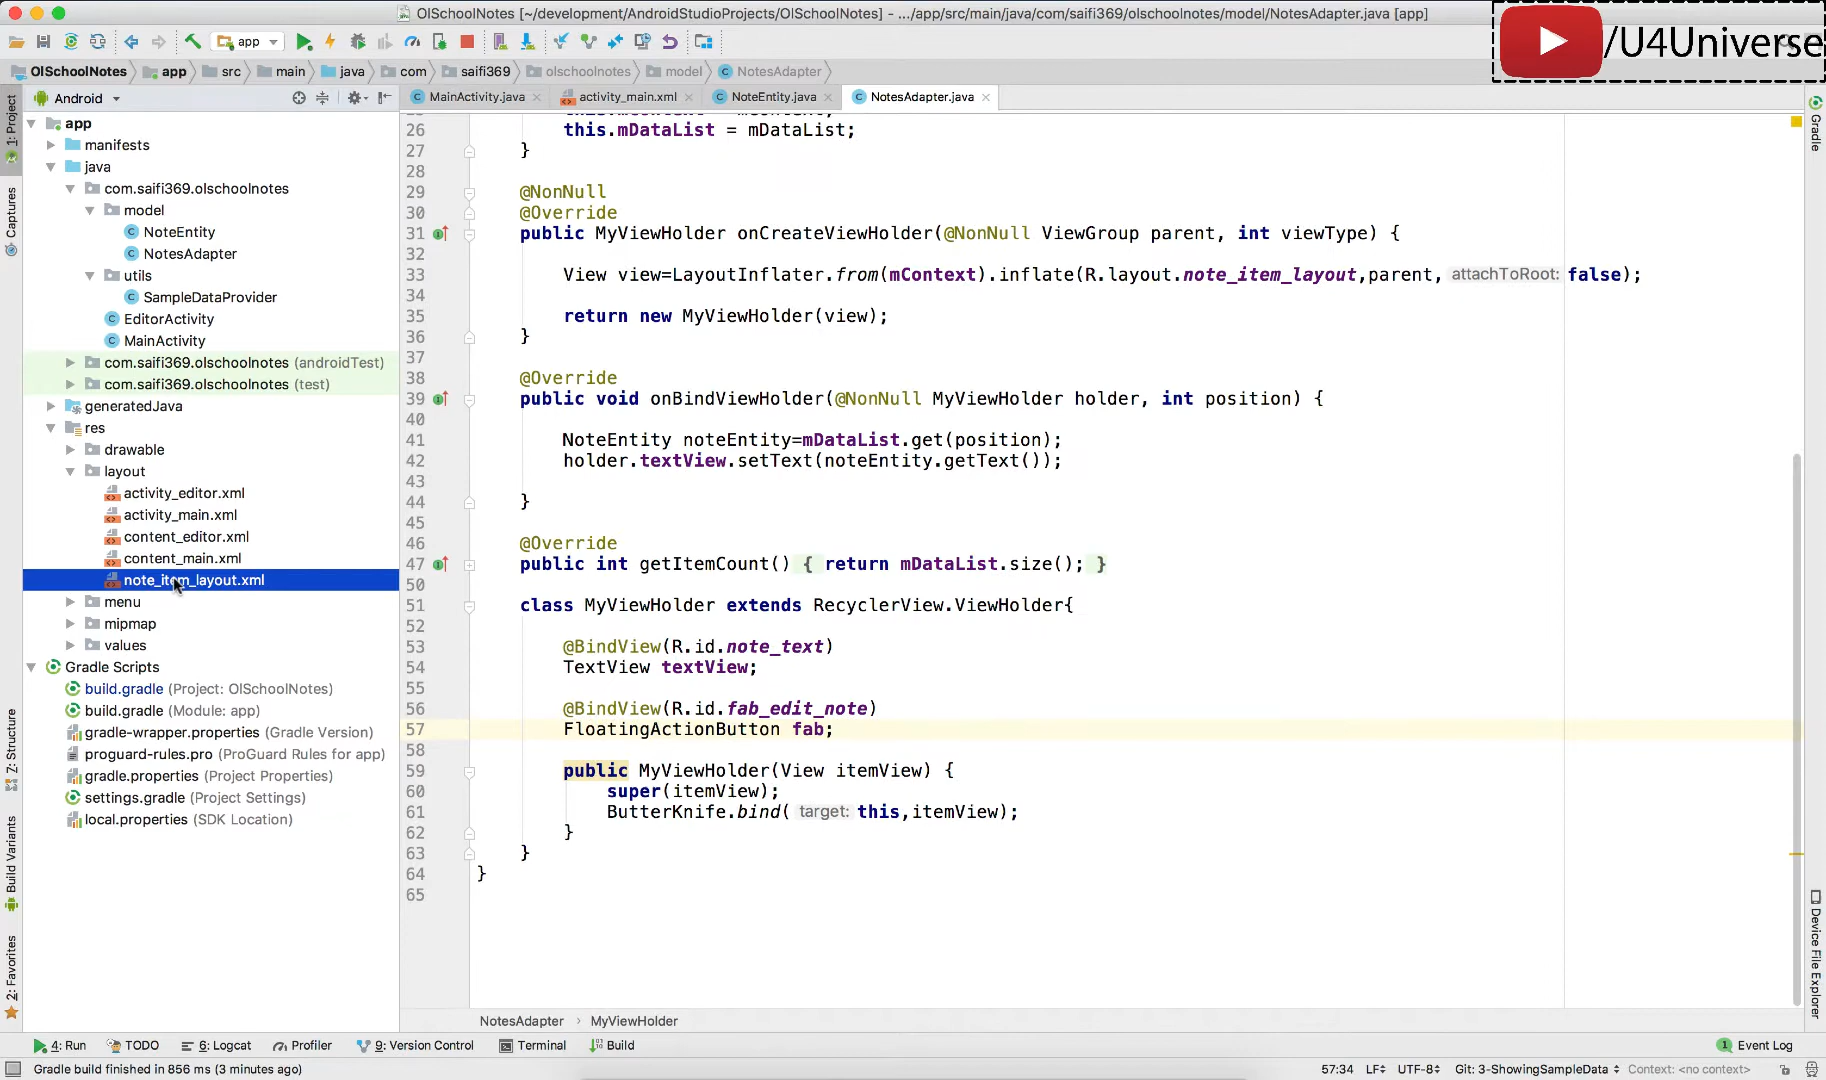 OlSchoolNotes [~/development/AndroidStudioProjects/OlSchoolNotes] - .../app/src/main/java/com/saifi369/olschoolnotes/model/NotesAdapter.java [app]
/U4Universe
app
OlSchoolNotes app src main java com saifi369 olschoolnotes model NotesAdapter
Android
MainActivity.java activity_main.xml NoteEntity.java NotesAdapter.java
1: Project
Captures
Z: Structure
Build Variants
2: Favorites
app
manifests
java
com.saifi369.olschoolnotes
model
NoteEntity
NotesAdapter
utils
SampleDataProvider
EditorActivity
MainActivity
com.saifi369.olschoolnotes (androidTest)
com.saifi369.olschoolnotes (test)
generatedJava
res
drawable
layout
activity_editor.xml
activity_main.xml
content_editor.xml
content_main.xml
note_item_layout.xml
menu
mipmap
values
Gradle Scripts
build.gradle (Project: OlSchoolNotes)
build.gradle (Module: app)
gradle-wrapper.properties (Gradle Version)
proguard-rules.pro (ProGuard Rules for app)
gradle.properties (Project Properties)
settings.gradle (Project Settings)
local.properties (SDK Location)
26 this.mDataList = mDataList;
27 }
28
29 @NonNull
30 @Override
31 public MyViewHolder onCreateViewHolder(@NonNull ViewGroup parent, int viewType) {
32
33 View view=LayoutInflater.from(mContext).inflate(R.layout.note_item_layout,parent, attachToRoot: false);
34
35 return new MyViewHolder(view);
36 }
37
38 @Override
39 public void onBindViewHolder(@NonNull MyViewHolder holder, int position) {
40
41 NoteEntity noteEntity=mDataList.get(position);
42 holder.textView.setText(noteEntity.getText());
43
44 }
45
46 @Override
47 public int getItemCount() { return mDataList.size(); }
50
51 class MyViewHolder extends RecyclerView.ViewHolder{
52
53 @BindView(R.id.note_text)
54 TextView textView;
55
56 @BindView(R.id.fab_edit_note)
57 FloatingActionButton fab;
58
59 public MyViewHolder(View itemView) {
60 super(itemView);
61 ButterKnife.bind( target: this,itemView);
62 }
63 }
64 }
65
Gradle
Device File Explorer
NotesAdapter › MyViewHolder
4: Run TODO 6: Logcat Profiler 9: Version Control Terminal Build 1 Event Log
Gradle build finished in 856 ms (3 minutes ago) 57:34 LF UTF-8 Git: 3-ShowingSampleData Context: <no context>